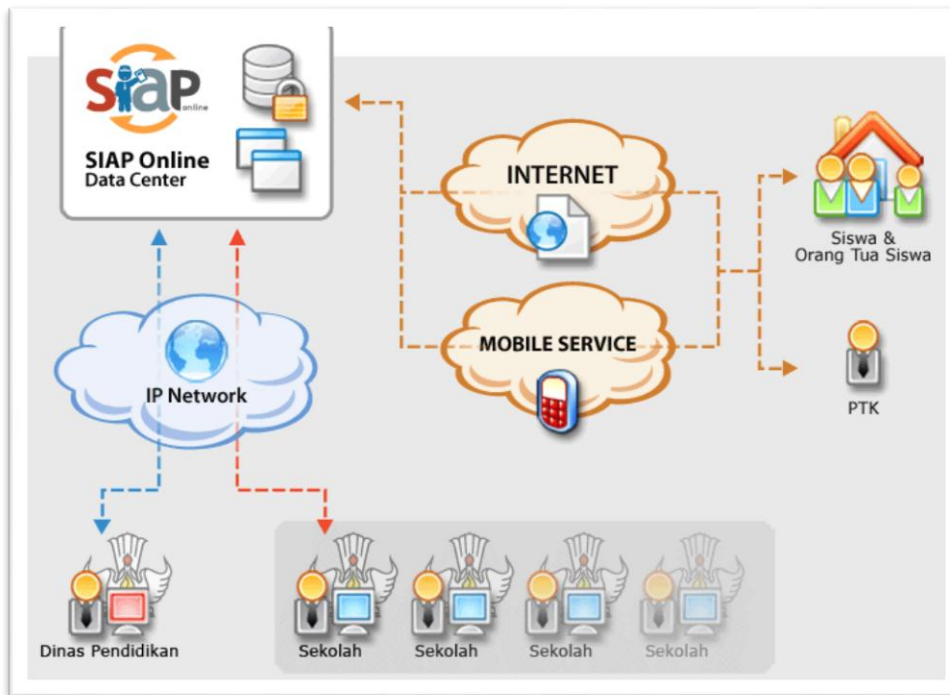 SIAP
online
SIAP Online
Data Center
INTERNET
Siswa &
Orang Tua Siswa
MOBILE SERVICE
IP Network
PTK
Dinas Pendidikan
Sekolah
Sekolah
Sekolah
Sekolah